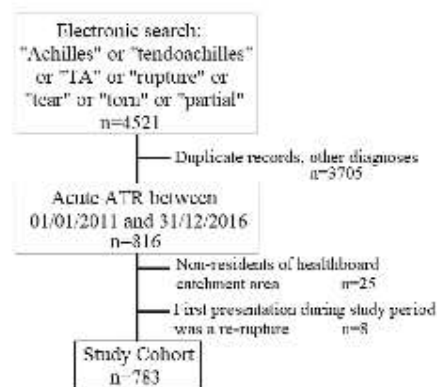 Electronic search:
"Achilles" or "tendoachilles"
or "TA" or "rupture" or
"tear" or "torn" or "partial"
n=4521
Duplicate records, other diagnoses
n=3705
Acute ATR between
01/01/2011 and 31/12/2016
n=816
Non-residents of healthboard
catchment area n=25
First presentation during study period
was a re-rupture n=8
Study Cohort
n=783